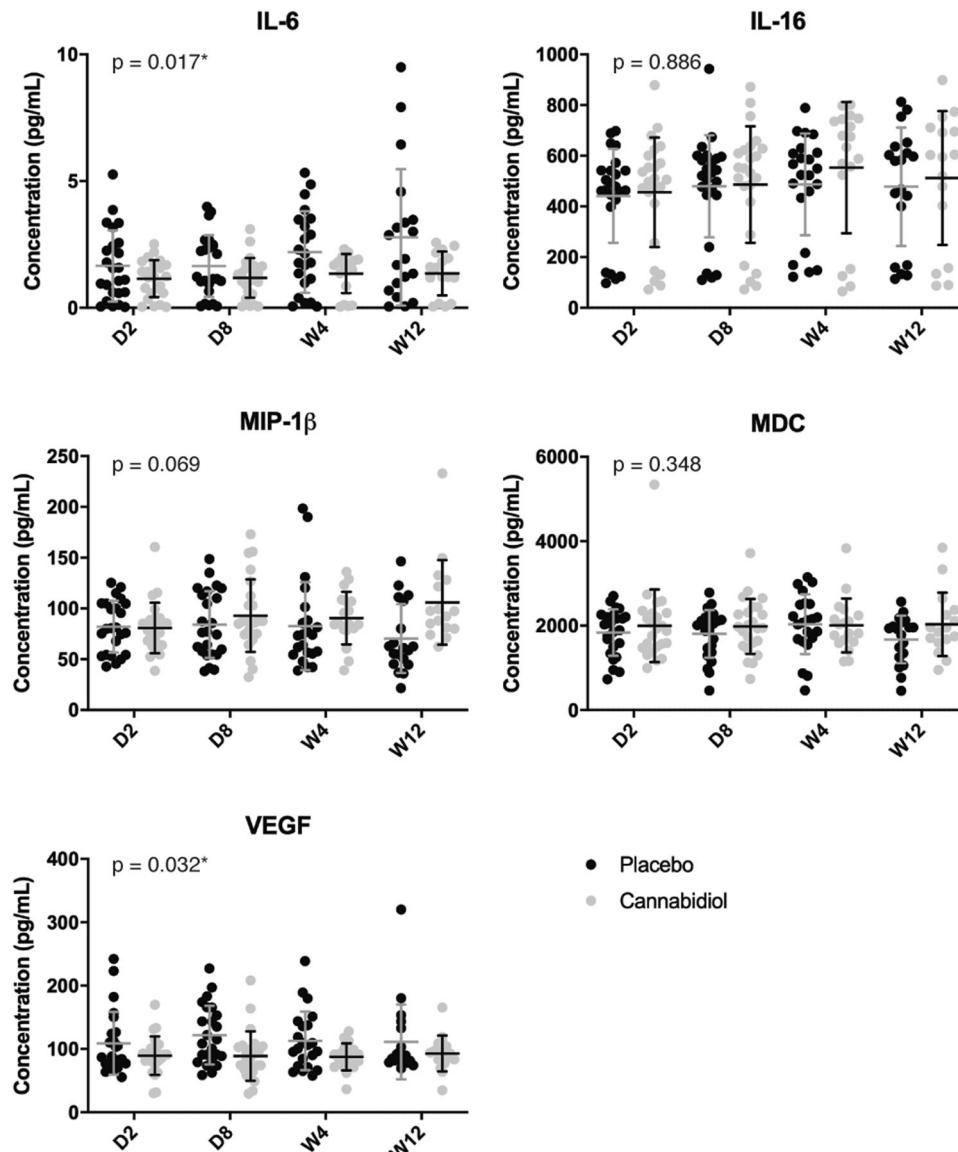 IL-6
p = 0.017*
Concentration (pg/mL)
10
5
0
D2
D8
W4
W12
IL-16
p = 0.886
Concentration (pg/mL)
1000
800
600
400
200
0
D2
D8
W4
W12
MIP-1β
p = 0.069
Concentration (pg/mL)
250
200
150
100
50
0
D2
D8
W4
W12
MDC
p = 0.348
Concentration (pg/mL)
6000
4000
2000
0
D2
D8
W4
W12
VEGF
p = 0.032*
Concentration (pg/mL)
400
300
200
100
0
D2
D8
W4
W12
Placebo
Cannabidiol